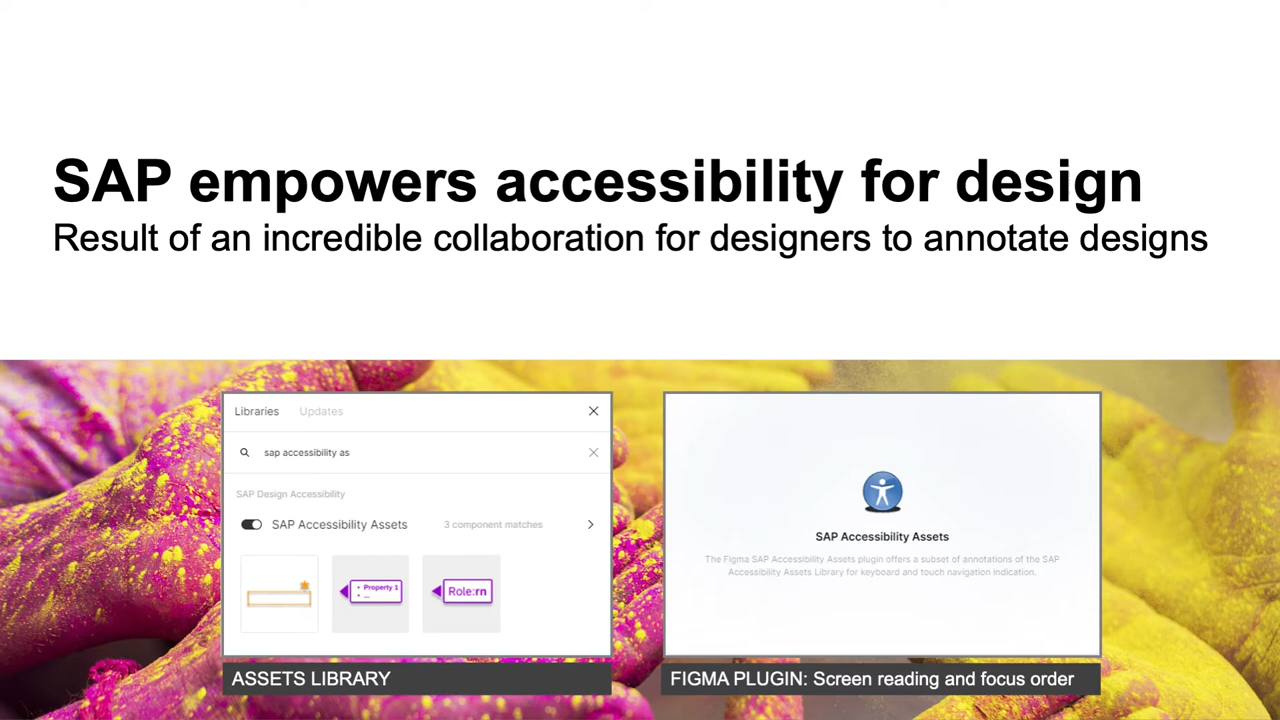 SAP empowers accessibility for design
Result of an incredible collaboration for designers to annotate designs
Libraries Updates
sap accessibility as
SAP Design Accessibility
SAP Accessibility Assets 3 component matches
• Property 1
• ...
Role:rn
ASSETS LIBRARY
SAP Accessibility Assets
The Figma SAP Accessibility Assets plugin offers a subset of annotations of the SAP
Accessibility Assets Library for keyboard and touch navigation indication.
FIGMA PLUGIN: Screen reading and focus order